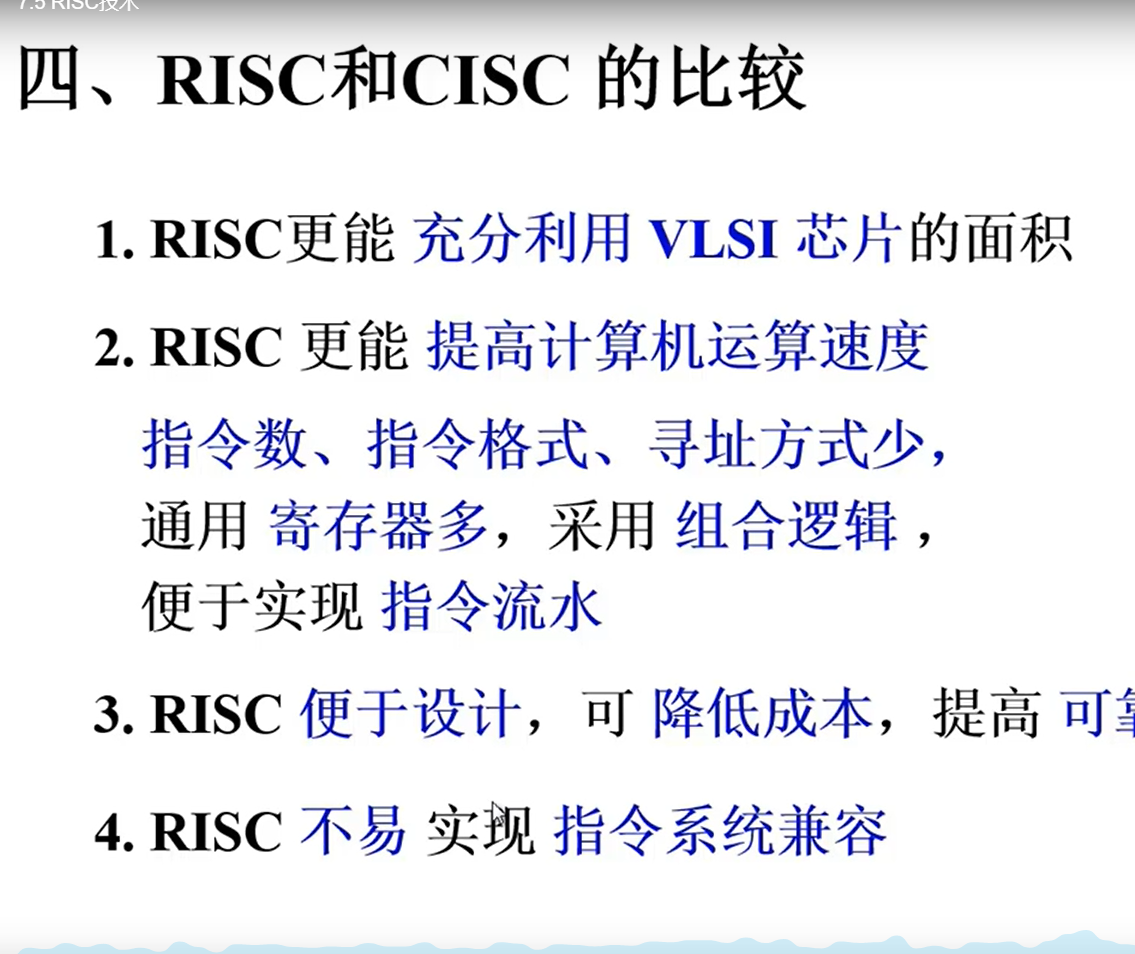 7.5 RISC技术
四、RISC和CISC 的比较
1. RISC更能 充分利用 VLSI 芯片的面积
2. RISC 更能 提高计算机运算速度
指令数、指令格式、寻址方式少，
通用 寄存器多，采用 组合逻辑 ，
便于实现 指令流水
3. RISC 便于设计，可 降低成本，提高 可
4. RISC 不易 实现 指令系统兼容